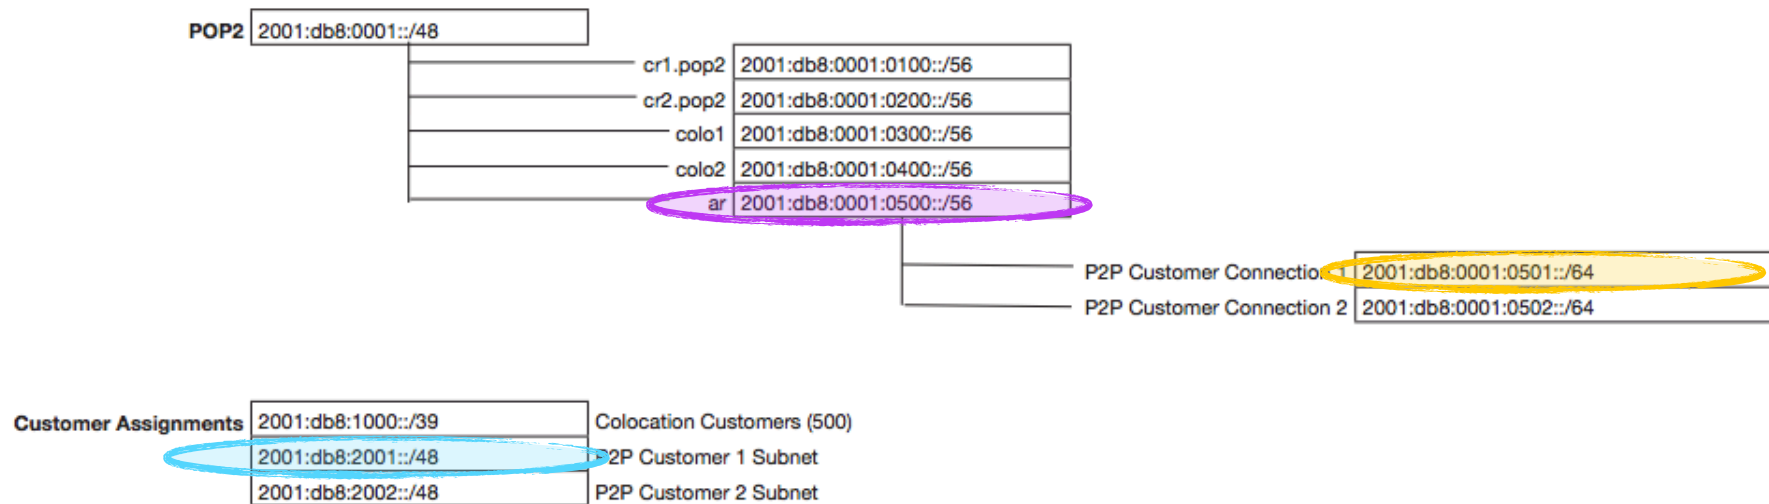 POP2 2001:db8:0001::/48
cr1.pop2 2001:db8:0001:0100::/56
cr2.pop2 2001:db8:0001:0200::/56
colo1 2001:db8:0001:0300::/56
colo2 2001:db8:0001:0400::/56
ar 2001:db8:0001:0500::/56
P2P Customer Connection 1 2001:db8:0001:0501::/64
P2P Customer Connection 2 2001:db8:0001:0502::/64
Customer Assignments 2001:db8:1000::/39 Colocation Customers (500)
2001:db8:2001::/48 P2P Customer 1 Subnet
2001:db8:2002::/48 P2P Customer 2 Subnet